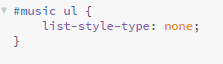 #music ul {
    list-style-type: none;
}